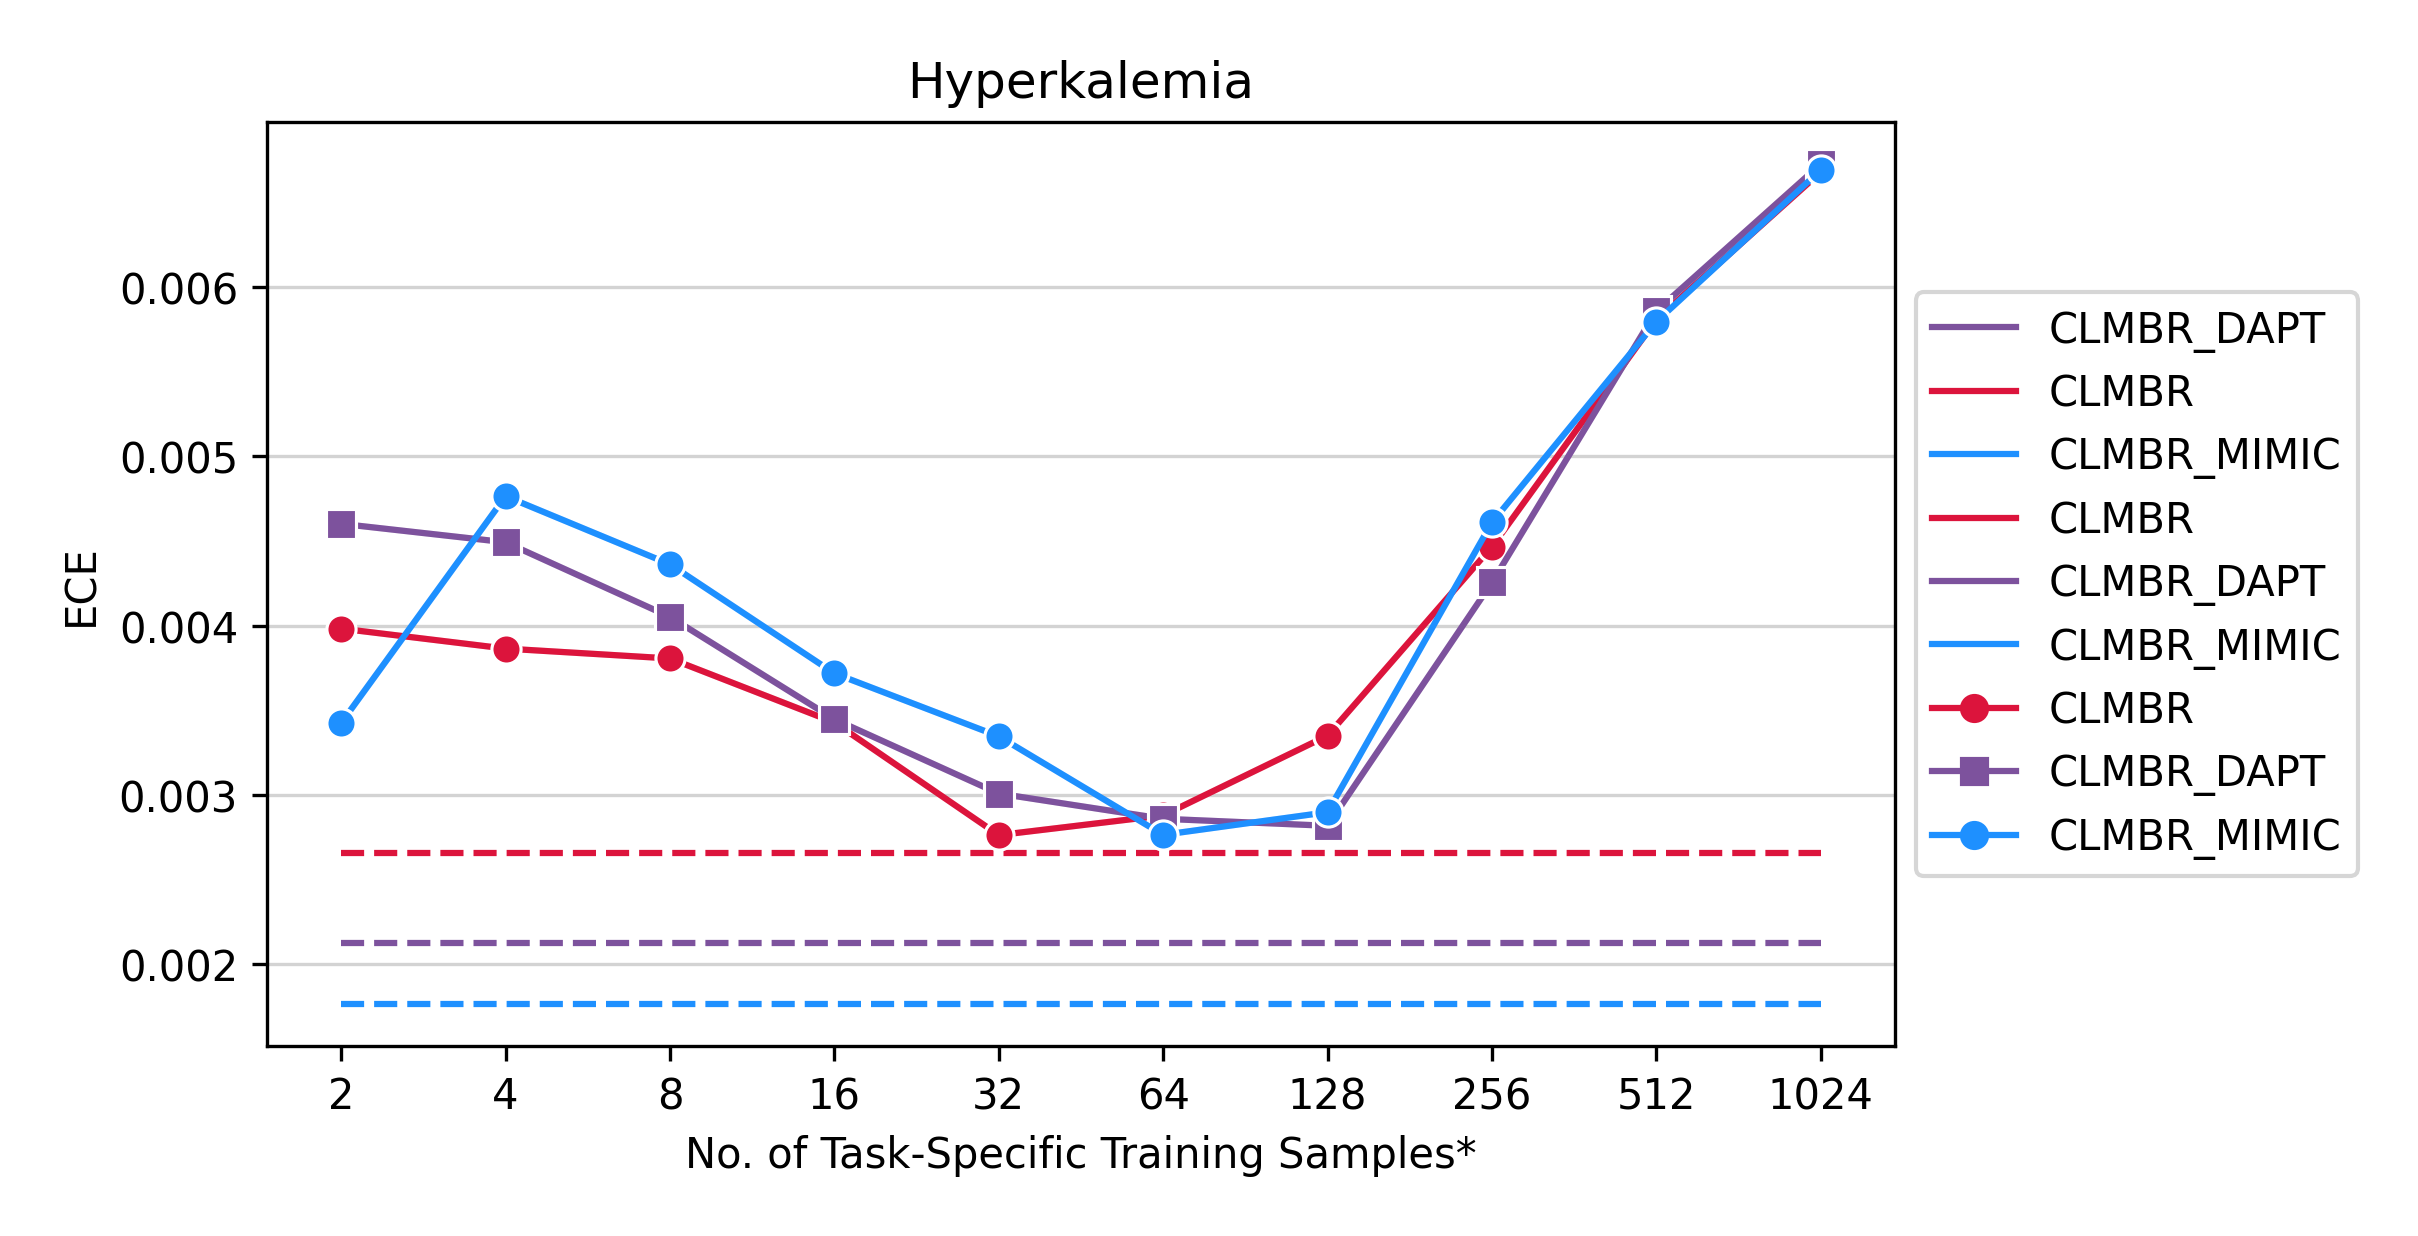 Hyperkalemia
ECE
0.006
0.005
0.004
0.003
0.002
2 4 8 16 32 64 128 256 512 1024
No. of Task-Specific Training Samples*
CLMBR_DAPT
CLMBR
CLMBR_MIMIC
CLMBR
CLMBR_DAPT
CLMBR_MIMIC
CLMBR
CLMBR_DAPT
CLMBR_MIMIC